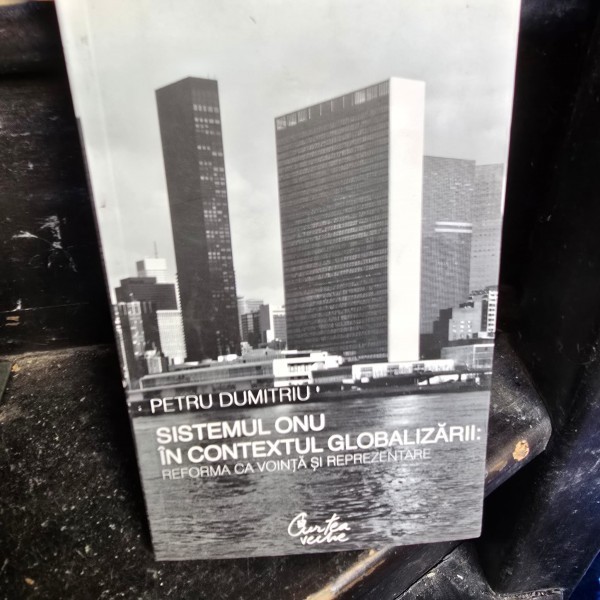 PETRU DUMITRIU
SISTEMUL ONU
ÎN CONTEXTUL GLOBALIZĂRII:
REFORMA CA VOINȚĂ ȘI REPREZENTARE
Curtea
veche